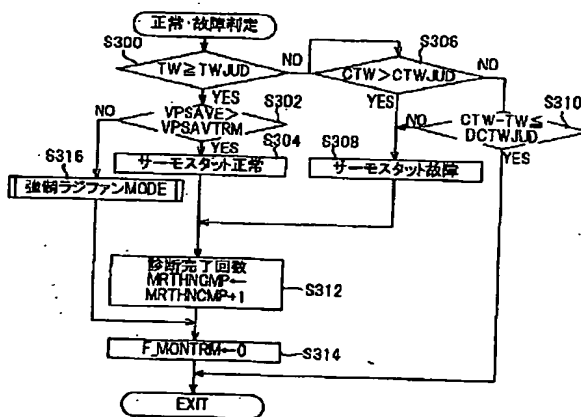 正常・故障判定
S300
TW≧TWJUD
NO
YES
S306
CTW>CTWJUD
NO
YES
S302
VPSAVE>
VPSAVTRM
NO
YES
S310
CTW-TW≦
DCTWJUD
NO
YES
S304
サーモスタット正常
S308
サーモスタット故障
S316
強制ラジファンMODE
診断完了回数
MRTHNCMP←
MRTHNCMP+1
S312
F_MONTRM←0
S314
EXIT